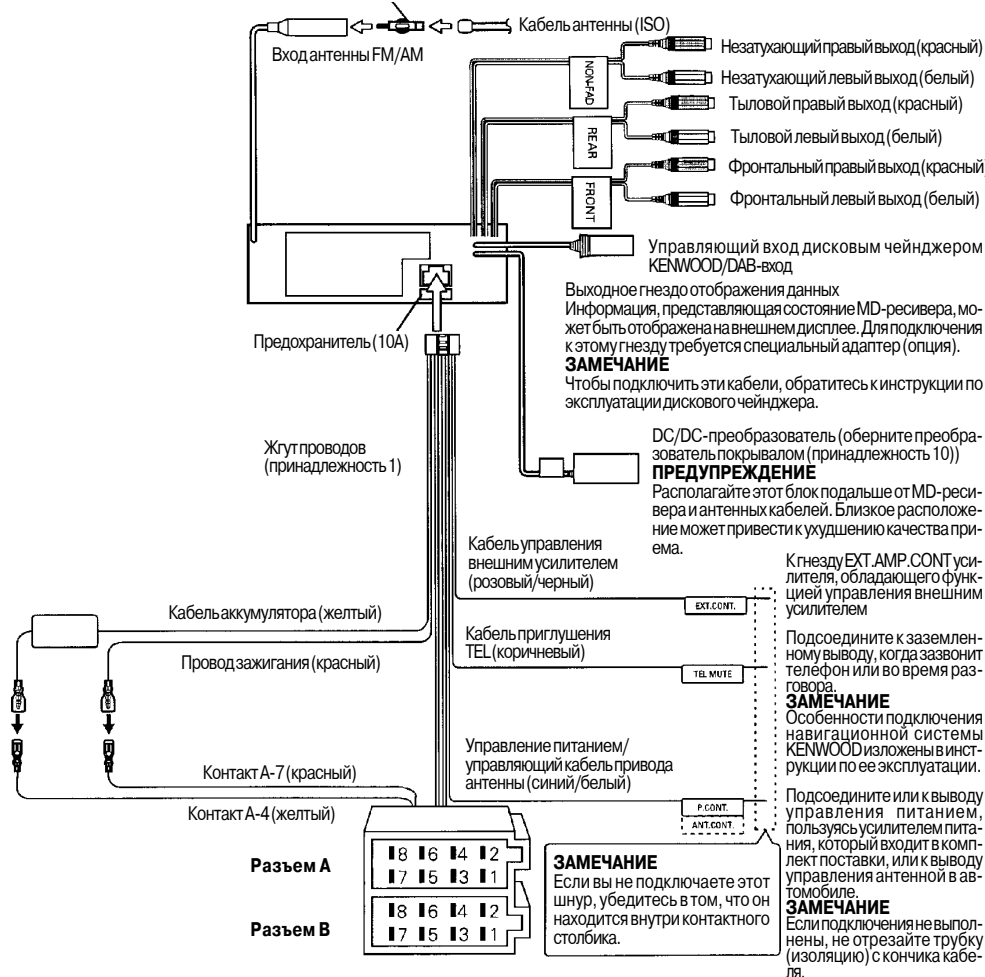 Кабель антенны (ISO)
Вход антенны FM/AM
NON-FAD
Незатухающий правый выход (красный)
Незатухающий левый выход (белый)
REAR
Тыловой правый выход (красный)
Тыловой левый выход (белый)
FRONT
Фронтальный правый выход (красный)
Фронтальный левый выход (белый)
Управляющий вход дисковым чейнджером
KENWOOD/DAB-вход
Выходное гнездо отображения данных
Информация, представляющая состояние MD-ресивера, мо-
жет быть отображена на внешнем дисплее. Для подключения
к этому гнезду требуется специальный адаптер (опция).
ЗАМЕЧАНИЕ
Чтобы подключить эти кабели, обратитесь к инструкции по
эксплуатации дискового чейнджера.
Предохранитель (10A)
Жгут проводов
(принадлежность 1)
DC/DC-преобразователь (оберните преобра-
зователь покрывалом (принадлежность 10))
ПРЕДУПРЕЖДЕНИЕ
Располагайте этот блок подальше от MD-реси-
вера и антенных кабелей. Близкое расположе-
ние может привести к ухудшению качества при-
ема.
Кабель управления
внешним усилителем
(розовый/черный)
EXT.CONT.
К гнезду EXT.AMP.CONT уси-
лителя, обладающего функ-
цией управления внешним
усилителем
Кабель аккумулятора (желтый)
Провод зажигания (красный)
Кабель приглушения
TEL (коричневый)
TEL MUTE
Подсоедините к заземлен-
ному выводу, когда зазвонит
телефон или во время раз-
говора.
ЗАМЕЧАНИЕ
Особенности подключения
навигационной системы
KENWOOD изложены в инст-
рукции по ее эксплуатации.
Управление питанием/
управляющий кабель привода
антенны (синий/белый)
P.CONT.
ANT.CONT.
Подсоедините или к выводу
управления питанием,
пользуясь усилителем пита-
ния, который входит в комп-
лект поставки, или к выводу
управления антенной в ав-
томобиле.
ЗАМЕЧАНИЕ
Если подключения не выпол-
нены, не отрезайте трубку
(изоляцию) с кончика кабе-
ля.
Контакт A-7 (красный)
Контакт A-4 (желтый)
Разъем A
8 6 4 2
7 5 3 1
Разъем B
8 6 4 2
7 5 3 1
ЗАМЕЧАНИЕ
Если вы не подключаете этот
шнур, убедитесь в том, что он
находится внутри контактного
столбика.